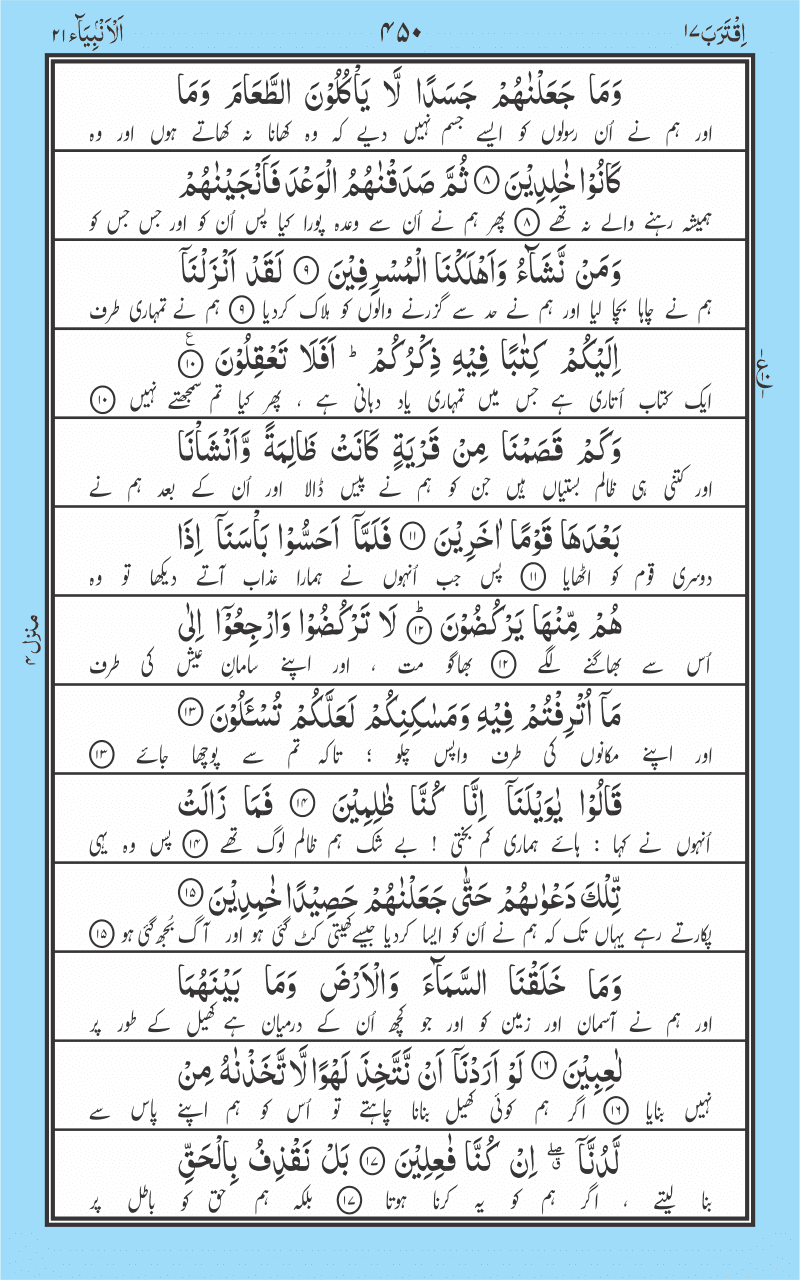 اِقْتَرَبَ ١٧ ۴۵۰ اَلْاَنْۢبِيَآء ٢١
وَمَا جَعَلْنٰهُمْ جَسَدًا لَّا يَاْكُلُوْنَ الطَّعَامَ وَمَا
اور ہم نے اُن رسولوں کو ایسے جسم نہیں دیے کہ وہ کھانا نہ کھاتے ہوں اور وہ
كَانُوْا خٰلِدِيْنَ ۝٨ ثُمَّ صَدَقْنٰهُمُ الْوَعْدَ فَاَنْجَيْنٰهُمْ
ہمیشہ رہنے والے نہ تھے ۝٨ پھر ہم نے اُن سے وعدہ پورا کیا پس اُن کو اور جس جس کو
وَمَنْ نَّشَآءُ وَاَهْلَكْنَا الْمُسْرِفِيْنَ ۝٩ لَقَدْ اَنْزَلْنَآ
ہم نے چاہا بچا لیا اور ہم نے حد سے گزرنے والوں کو ہلاک کردیا ۝٩ ہم نے تمہاری طرف
اِلَيْكُمْ كِتٰبًا فِيْهِ ذِكْرُكُمْ ؕ اَفَلَا تَعْقِلُوْنَ ۝١٠ ع
ایک کتاب اُتاری ہے جس میں تمہاری یاد دہانی ہے ، پھر کیا تم سمجھتے نہیں ۝١٠
وَكَمْ قَصَمْنَا مِنْ قَرْيَةٍ كَانَتْ ظَالِمَةً وَّاَنْشَاْنَا
اور کتنی ہی ظالم بستیاں ہیں جن کو ہم نے پیس ڈالا اور اُن کے بعد ہم نے
بَعْدَهَا قَوْمًا اٰخَرِيْنَ ۝١١ فَلَمَّآ اَحَسُّوْا بَاْسَنَآ اِذَا
دوسری قوم کو اٹھایا ۝١١ پس جب اُنہوں نے ہمارا عذاب آتے دیکھا تو وہ
هُمْ مِّنْهَا يَرْكُضُوْنَ ۝١٢ؕ لَا تَرْكُضُوْا وَارْجِعُوْٓا اِلٰى
اُس سے بھاگنے لگے ۝١٢ بھاگو مت ، اور اپنے سامانِ عیش کی طرف
منزل ۴
مَآ اُتْرِفْتُمْ فِيْهِ وَمَسٰكِنِكُمْ لَعَلَّكُمْ تُسْـَٔلُوْنَ ۝١٣
اور اپنے مکانوں کی طرف واپس چلو ؛ تاکہ تم سے پوچھا جائے ۝١٣
قَالُوْا يٰوَيْلَنَآ اِنَّا كُنَّا ظٰلِمِيْنَ ۝١٤ فَمَا زَالَتْ
اُنہوں نے کہا : ہائے ہماری کم بختی ! بے شک ہم ظالم لوگ تھے ۝١٤ پس وہ یہی
تِّلْكَ دَعْوٰىهُمْ حَتّٰى جَعَلْنٰهُمْ حَصِيْدًا خٰمِدِيْنَ ۝١٥
پکارتے رہے یہاں تک کہ ہم نے اُن کو ایسا کردیا جیسے کھیتی کٹ گئی ہو اور آگ بُجھ گئی ہو ۝١٥
وَمَا خَلَقْنَا السَّمَآءَ وَالْاَرْضَ وَمَا بَيْنَهُمَا
اور ہم نے آسمان اور زمین کو اور جو کچھ اُن کے درمیان ہے کھیل کے طور پر
لٰعِبِيْنَ ۝١٦ لَوْ اَرَدْنَآ اَنْ نَّتَّخِذَ لَهْوًا لَّاتَّخَذْنٰهُ مِنْ
نہیں بنایا ۝١٦ اگر ہم کوئی کھیل بنانا چاہتے تو اُس کو ہم اپنے پاس سے
لَّدُنَّآ ۖق اِنْ كُنَّا فٰعِلِيْنَ ۝١٧ بَلْ نَقْذِفُ بِالْحَقِّ
بنا لیتے ، اگر ہم کو یہ کرنا ہوتا ۝١٧ بلکہ ہم حق کو باطل پر